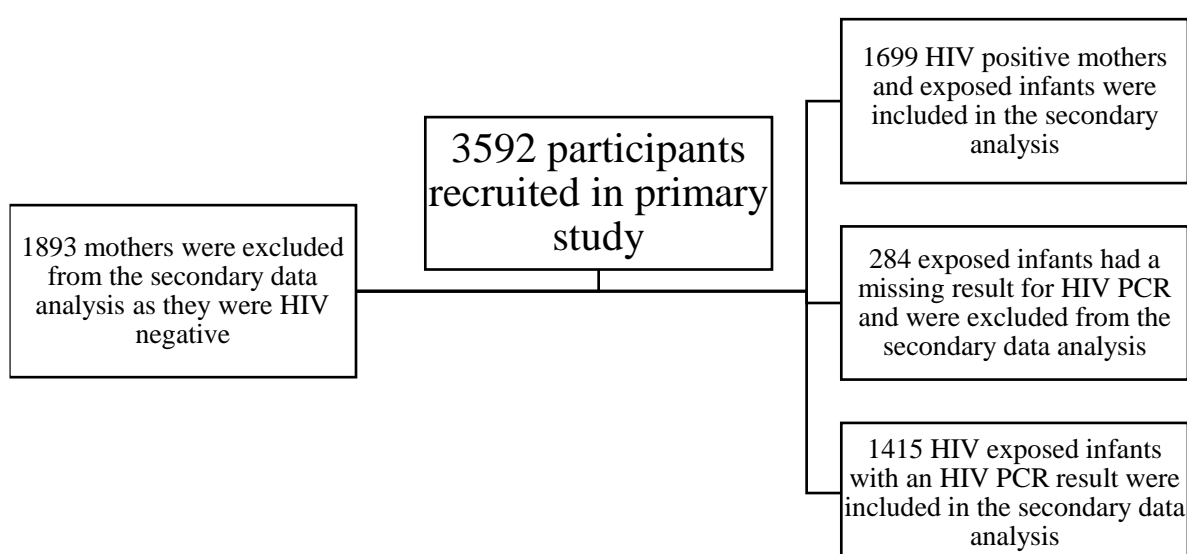 1893 mothers were excluded
from the secondary data
analysis as they were HIV
negative
3592 participants
recruited in primary
study
1699 HIV positive mothers
and exposed infants were
included in the secondary
analysis
284 exposed infants had a
missing result for HIV PCR
and were excluded from the
secondary data analysis
1415 HIV exposed infants
with an HIV PCR result were
included in the secondary data
analysis